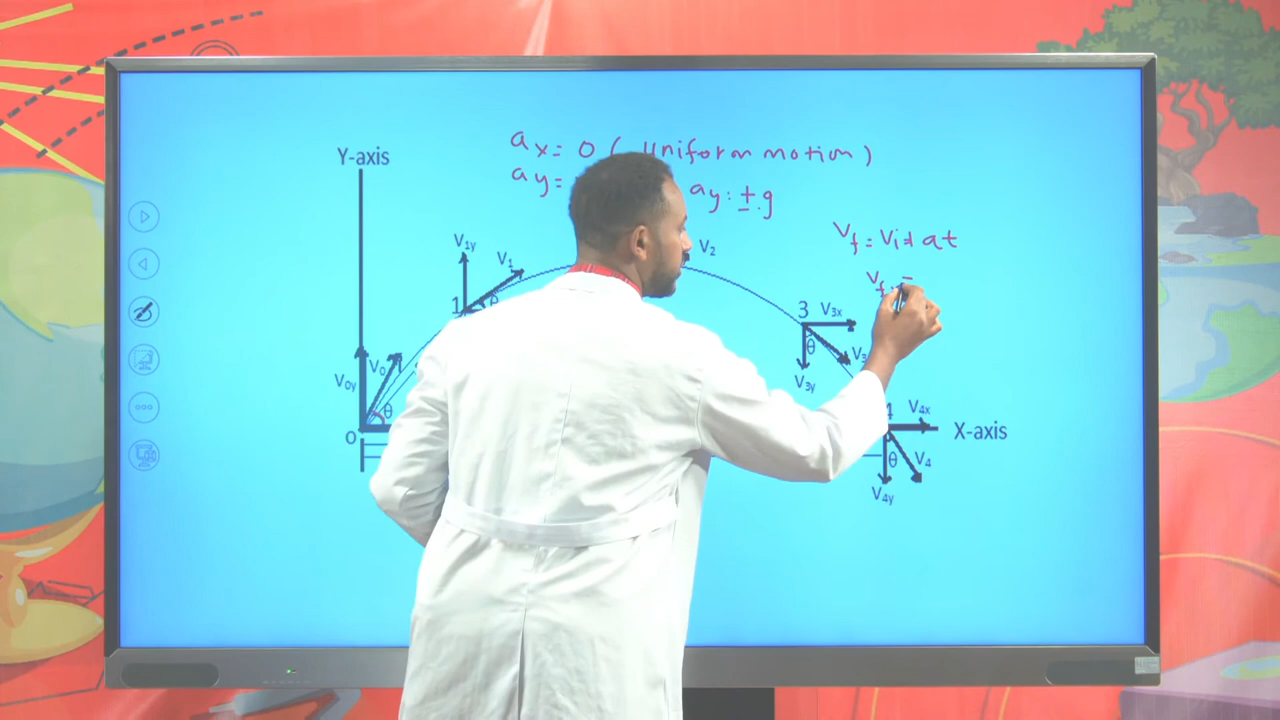 ax= 0 ( Uniform motion )
Y-axis
ay= ay: ± g
Vf = Vi+ at
V1y
V1
V2
Vf =
1
θ
3
V3x
θ
V3
V3y
V0y
V0
θ
4
V4x
0
X-axis
θ
V4
V4y